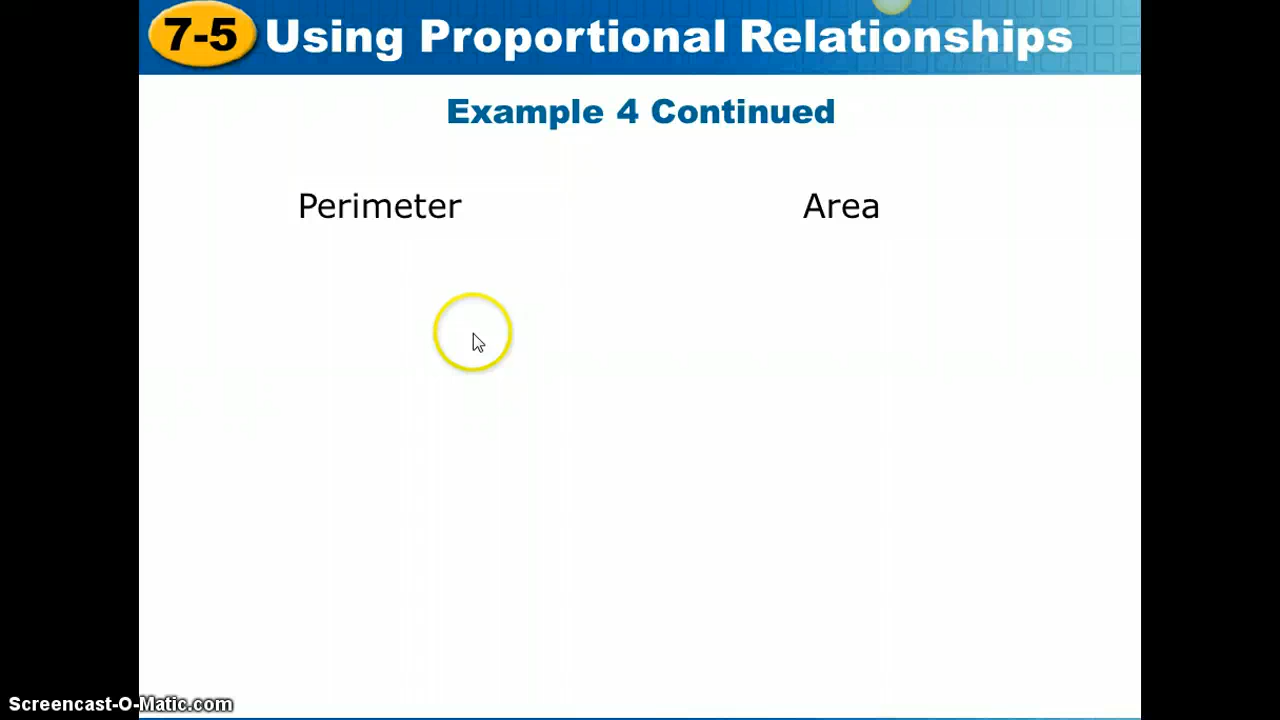 7-5 Using Proportional Relationships
Example 4 Continued
Perimeter Area
Screencast-O-Matic.com